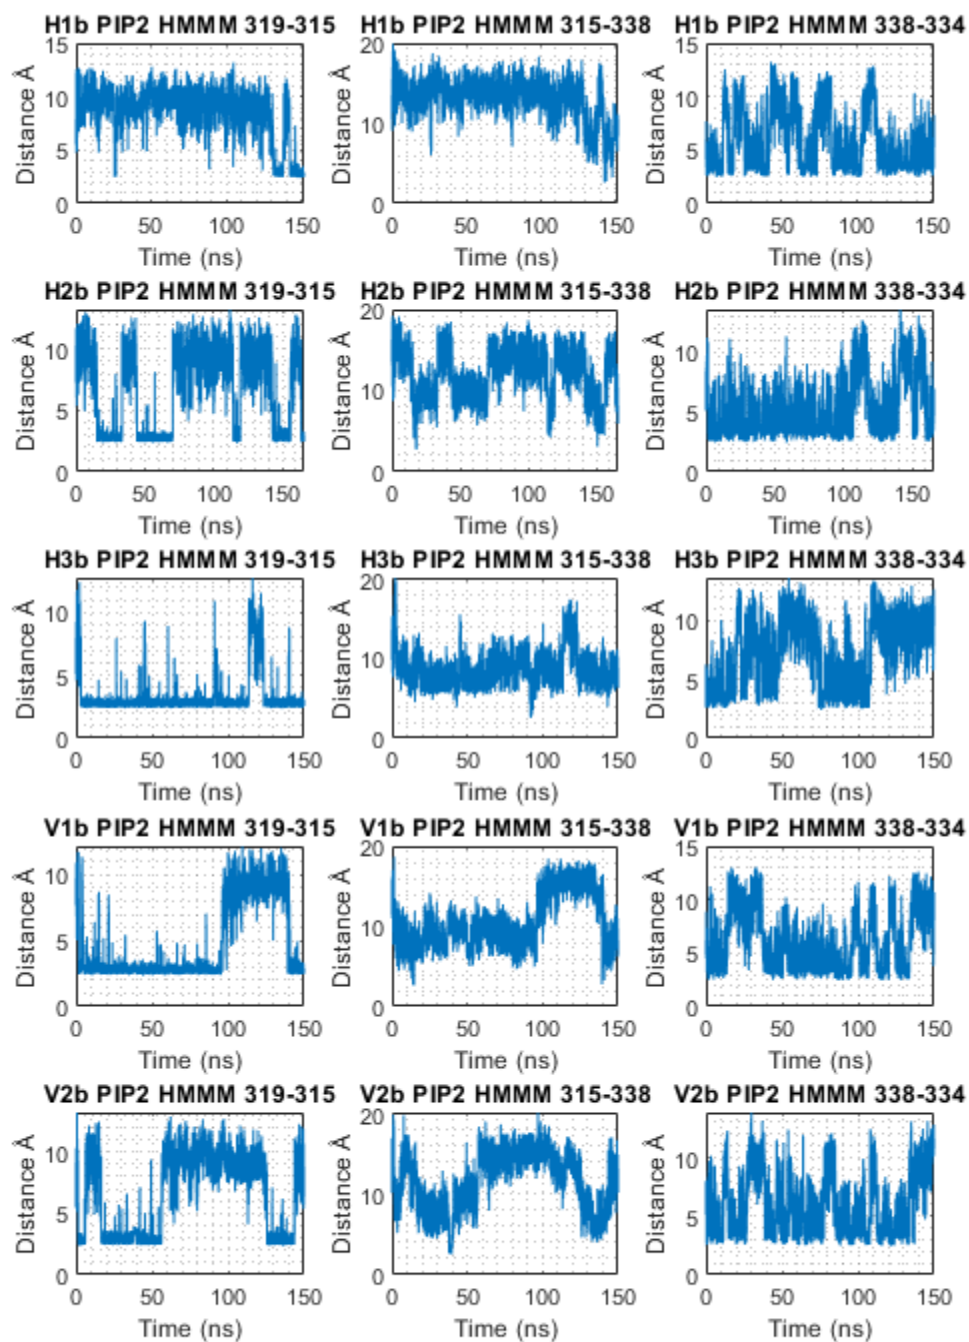 H1b PIP2 HMMM 319-315 H1b PIP2 HMMM 315-338 H1b PIP2 HMMM 338-334
15 20 15
Distance Å Distance Å Distance Å
10 10 10
5 5
0 0 0
0 50 100 150 0 50 100 150 0 50 100 150
Time (ns) Time (ns) Time (ns)
H2b PIP2 HMMM 319-315 H2b PIP2 HMMM 315-338 H2b PIP2 HMMM 338-334
20
Distance Å Distance Å Distance Å
10 10 10
5 5
0 0 0
0 50 100 150 0 50 100 150 0 50 100 150
Time (ns) Time (ns) Time (ns)
H3b PIP2 HMMM 319-315 H3b PIP2 HMMM 315-338 H3b PIP2 HMMM 338-334
20
Distance Å Distance Å Distance Å
10 10 10
5 5
0 0 0
0 50 100 150 0 50 100 150 0 50 100 150
Time (ns) Time (ns) Time (ns)
V1b PIP2 HMMM 319-315 V1b PIP2 HMMM 315-338 V1b PIP2 HMMM 338-334
20 15
Distance Å Distance Å Distance Å
10 10 10
5 5
0 0 0
0 50 100 150 0 50 100 150 0 50 100 150
Time (ns) Time (ns) Time (ns)
V2b PIP2 HMMM 319-315 V2b PIP2 HMMM 315-338 V2b PIP2 HMMM 338-334
20
Distance Å Distance Å Distance Å
10 10 10
5 5
0 0 0
0 50 100 150 0 50 100 150 0 50 100 150
Time (ns) Time (ns) Time (ns)